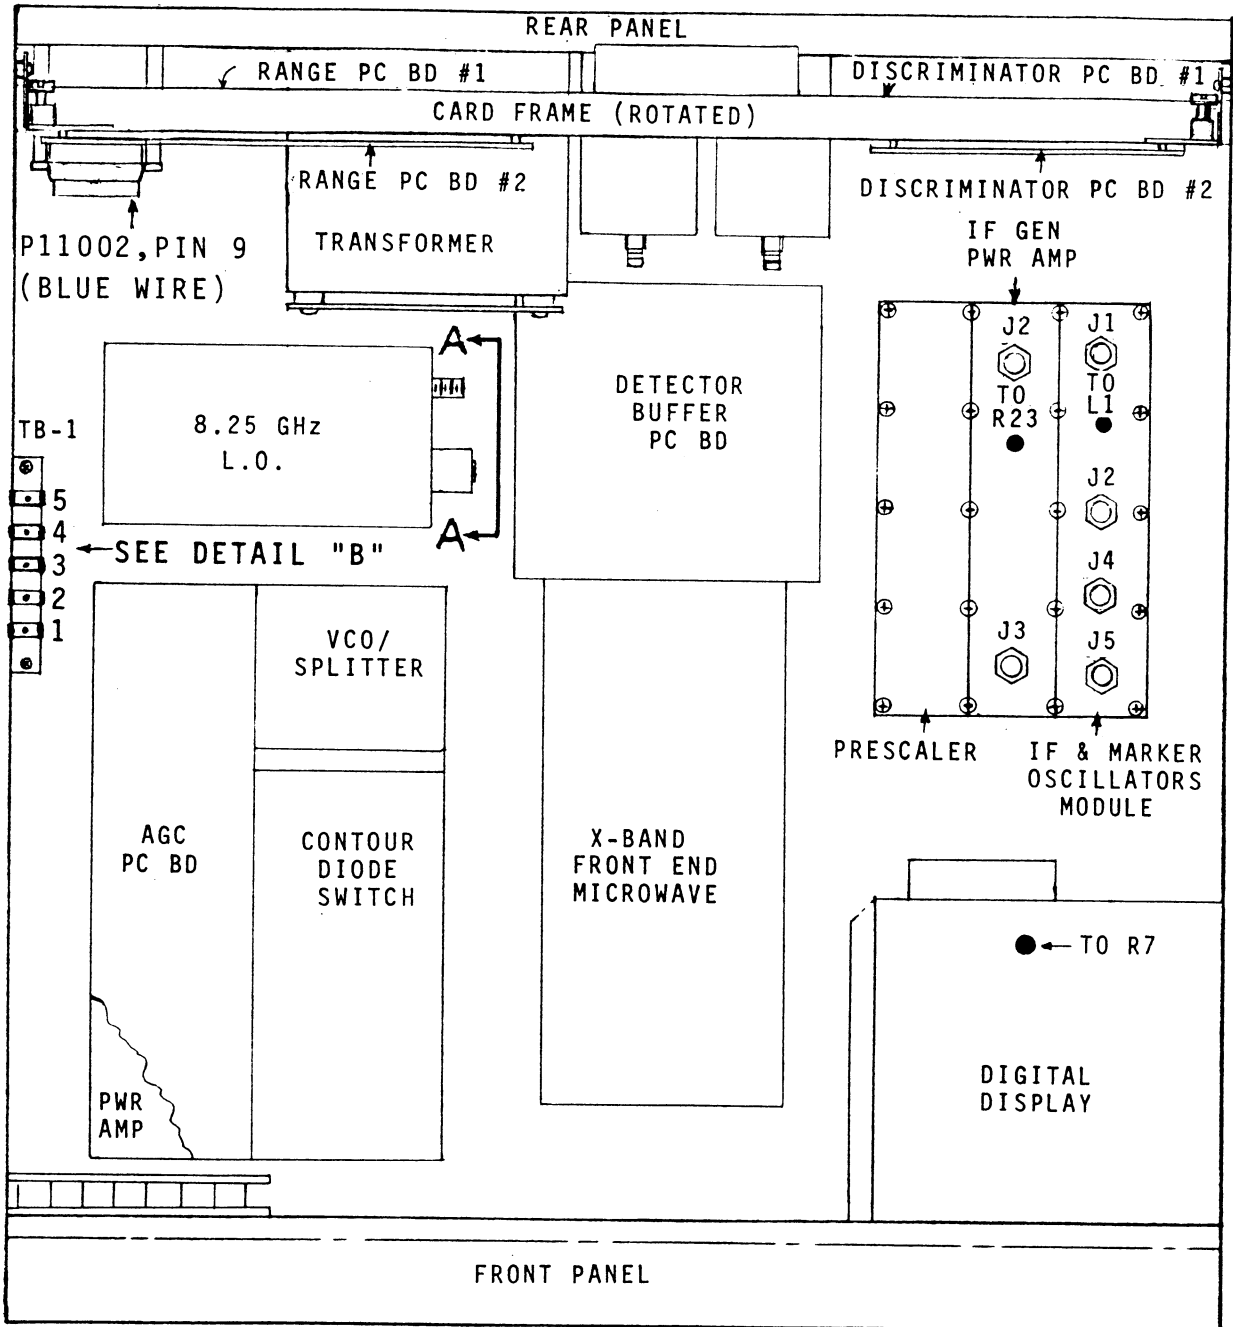 REAR PANEL
RANGE PC BD #1
DISCRIMINATOR PC BD #1
CARD FRAME (ROTATED)
RANGE PC BD #2
DISCRIMINATOR PC BD #2
P11002,PIN 9
(BLUE WIRE)
TRANSFORMER
IF GEN
PWR AMP
J2
TO
R23
J3
J1
TO
L1
J2
J4
J5
A
A
8.25 GHz
L.O.
DETECTOR
BUFFER
PC BD
TB-1
5
4
3
2
1
SEE DETAIL "B"
VCO/
SPLITTER
PRESCALER
IF & MARKER
OSCILLATORS
MODULE
AGC
PC BD
CONTOUR
DIODE
SWITCH
X-BAND
FRONT END
MICROWAVE
TO R7
PWR
AMP
DIGITAL
DISPLAY
FRONT PANEL